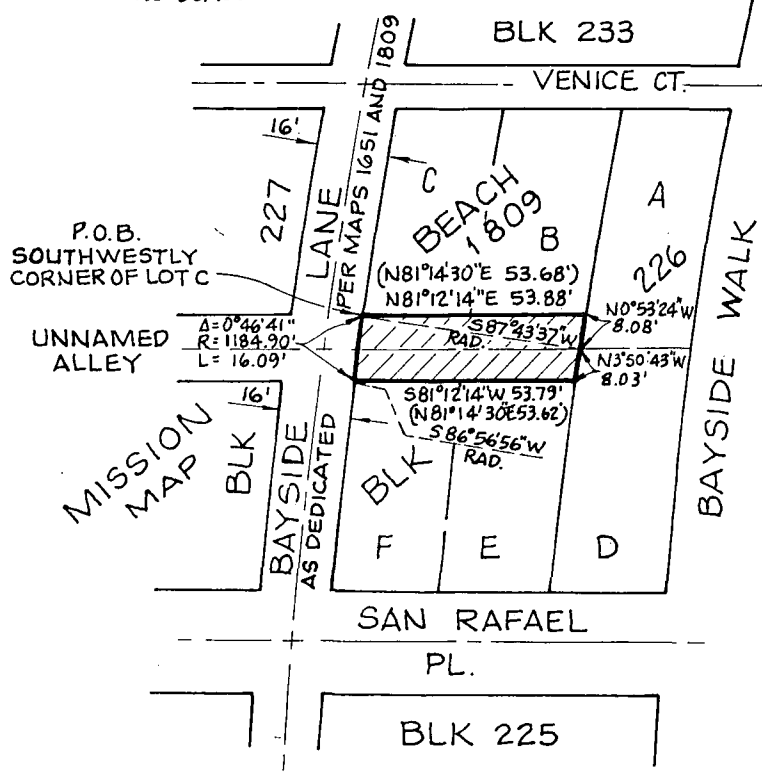 BLK 233
VENICE CT.
16'
LANE
PER MAPS 1651 AND 1809
227
C
BEACH
1809
B
A
226
P.O.B.
SOUTHWESTLY
CORNER OF LOT C
(N81°14'30"E 53.68')
N81°12'14"E 53.88'
N0°53'24"W
8.08'
UNNAMED
ALLEY
Δ=0°46'41"
R=1184.90'
L=16.09'
S87°43'37"W
RAD.
N3°50'43"W
8.03'
16'
S81°12'14"W 53.79'
(N81°14'30"E 53.62')
S86°56'56"W
RAD.
MISSION
MAP
BLK
BAYSIDE
AS DEDICATED
BLK
F
E
D
BAYSIDE WALK
SAN RAFAEL
PL.
BLK 225